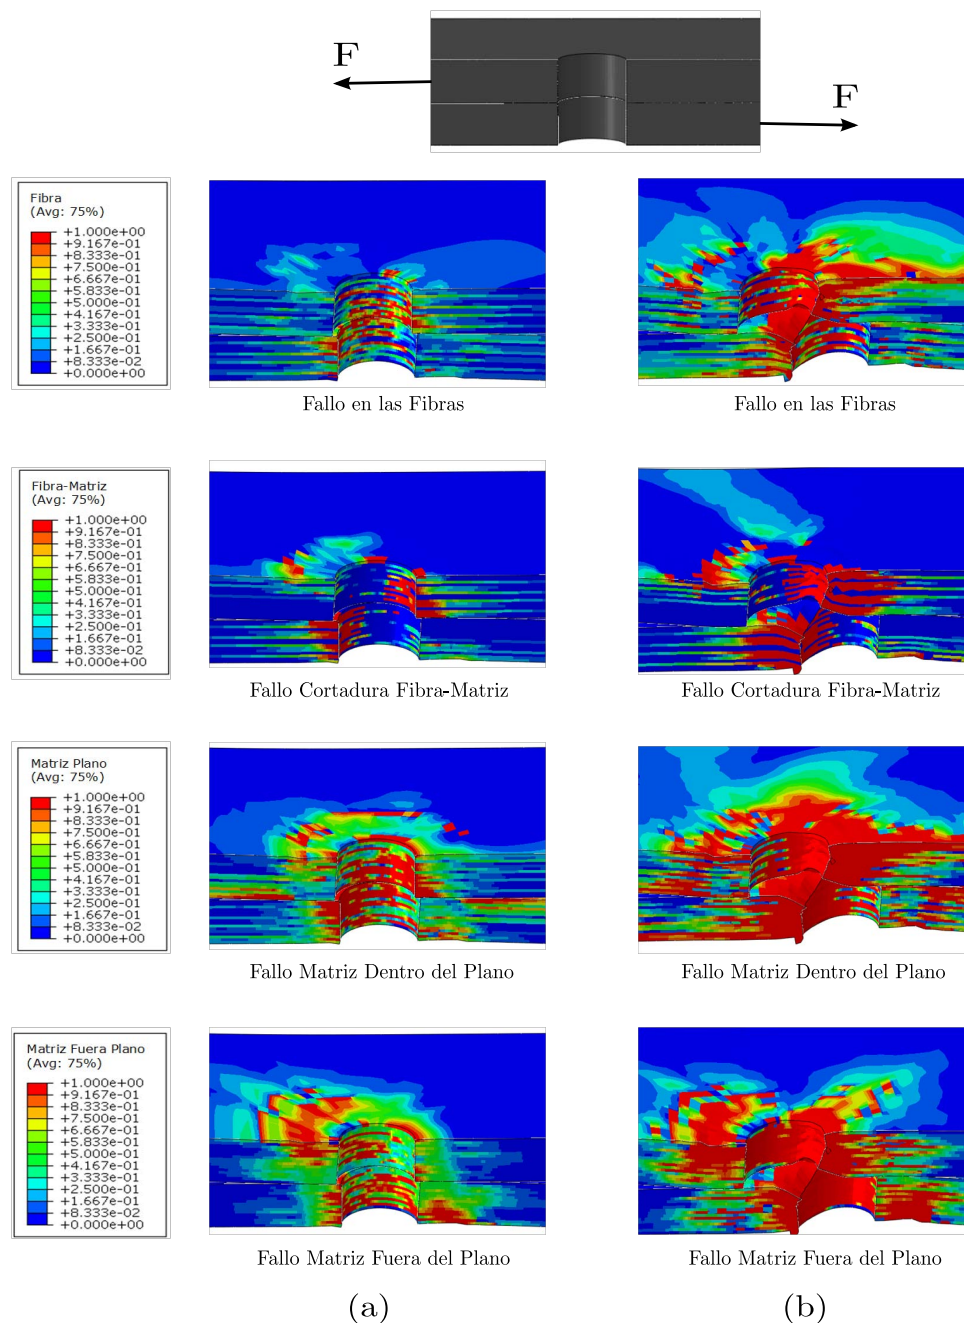 F
F
Fibra
(Avg: 75%)
+1.000e+00
+9.167e-01
+8.333e-01
+7.500e-01
+6.667e-01
+5.833e-01
+5.000e-01
+4.167e-01
+3.333e-01
+2.500e-01
+1.667e-01
+8.333e-02
+0.000e+00
Fallo en las Fibras
Fallo en las Fibras
Fibra-Matriz
(Avg: 75%)
+1.000e+00
+9.167e-01
+8.333e-01
+7.500e-01
+6.667e-01
+5.833e-01
+5.000e-01
+4.167e-01
+3.333e-01
+2.500e-01
+1.667e-01
+8.333e-02
+0.000e+00
Fallo Cortadura Fibra-Matriz
Fallo Cortadura Fibra-Matriz
Matriz Plano
(Avg: 75%)
+1.000e+00
+9.167e-01
+8.333e-01
+7.500e-01
+6.667e-01
+5.833e-01
+5.000e-01
+4.167e-01
+3.333e-01
+2.500e-01
+1.667e-01
+8.333e-02
+0.000e+00
Fallo Matriz Dentro del Plano
Fallo Matriz Dentro del Plano
Matriz Fuera Plano
(Avg: 75%)
+1.000e+00
+9.167e-01
+8.333e-01
+7.500e-01
+6.667e-01
+5.833e-01
+5.000e-01
+4.167e-01
+3.333e-01
+2.500e-01
+1.667e-01
+8.333e-02
+0.000e+00
Fallo Matriz Fuera del Plano
Fallo Matriz Fuera del Plano
(a)
(b)